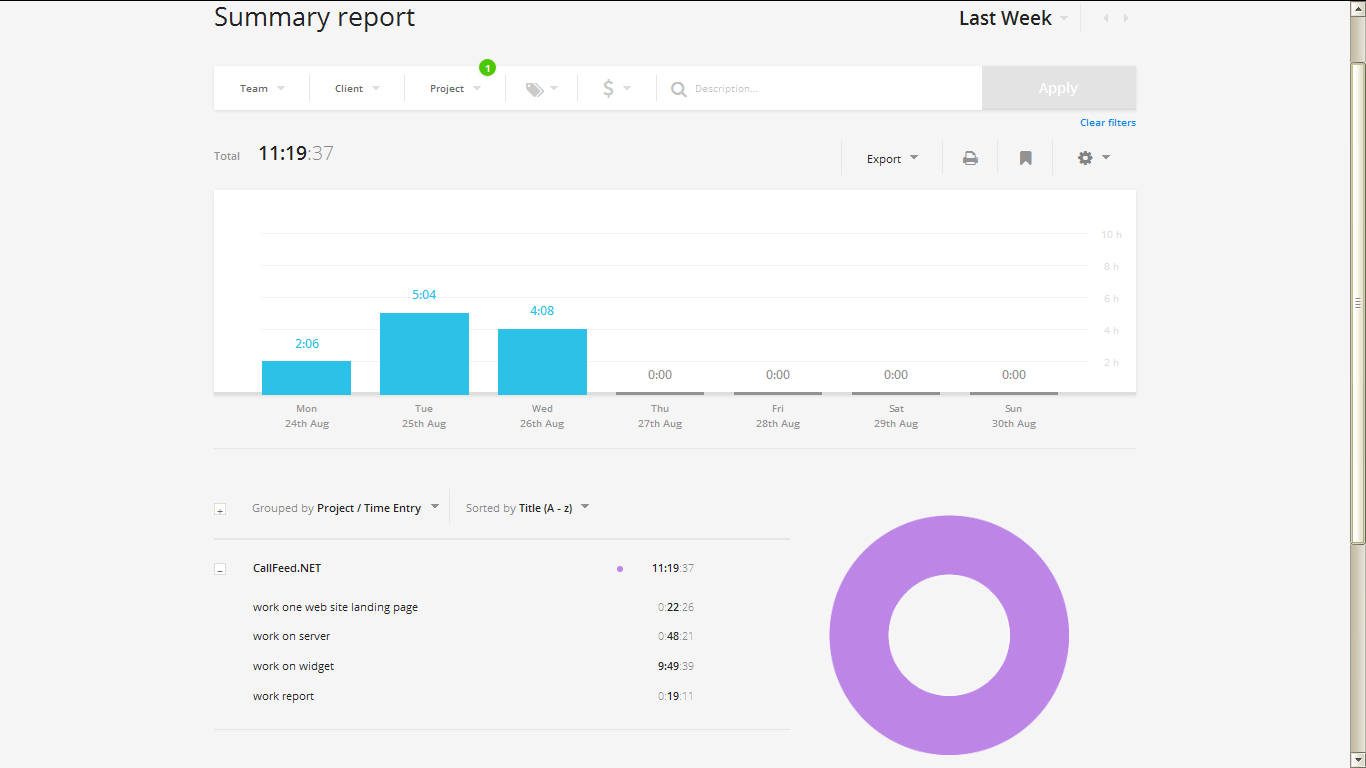 Summary report
Last Week
1
Team
Client
Project
$
Description...
Apply
Clear filters
Total 11:19:37
Export
10 h
8 h
6 h
4 h
2 h
2:06
5:04
4:08
0:00
0:00
0:00
0:00
Mon
24th Aug
Tue
25th Aug
Wed
26th Aug
Thu
27th Aug
Fri
28th Aug
Sat
29th Aug
Sun
30th Aug
Grouped by Project / Time Entry
Sorted by Title (A - z)
CallFeed.NET 11:19:37
work one web site landing page 0:22:26
work on server 0:48:21
work on widget 9:49:39
work report 0:19:11